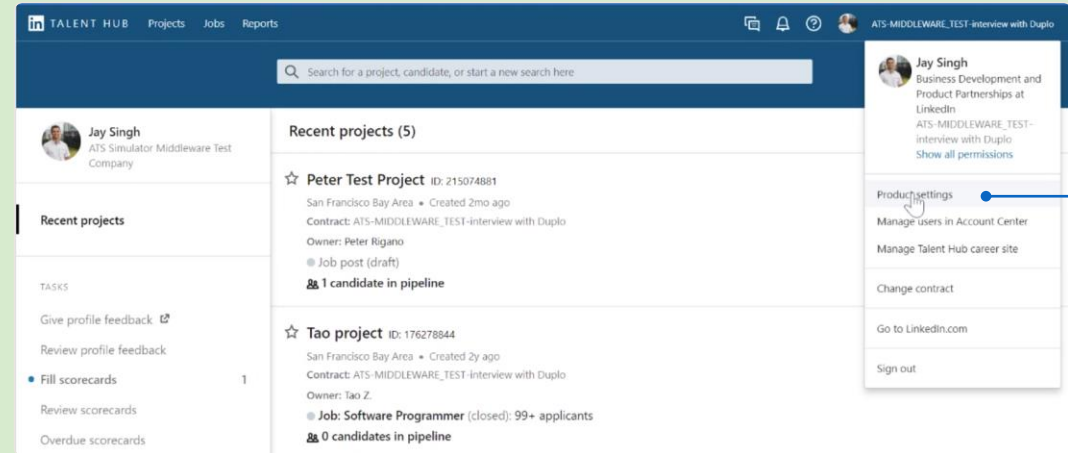 in TALENT HUB Projects Jobs Reports
ATS-MIDDLEWARE_TEST-interview with Duplo
Search for a project, candidate, or start a new search here
Jay Singh
Business Development and
Product Partnerships at
LinkedIn
ATS-MIDDLEWARE_TEST-
interview with Duplo
Show all permissions
Product settings
Manage users in Account Center
Manage Talent Hub career site
Change contract
Go to LinkedIn.com
Sign out
Jay Singh
ATS Simulator Middleware Test
Company
Recent projects
TASKS
Give profile feedback
Review profile feedback
Fill scorecards 1
Review scorecards
Overdue scorecards
Recent projects (5)
Peter Test Project ID: 215074881
San Francisco Bay Area • Created 2mo ago
Contract: ATS-MIDDLEWARE_TEST-interview with Duplo
Owner: Peter Rigano
Job post (draft)
1 candidate in pipeline
Tao project ID: 176278844
San Francisco Bay Area • Created 2y ago
Contract: ATS-MIDDLEWARE_TEST-interview with Duplo
Owner: Tao Z.
Job: Software Programmer (closed): 99+ applicants
0 candidates in pipeline